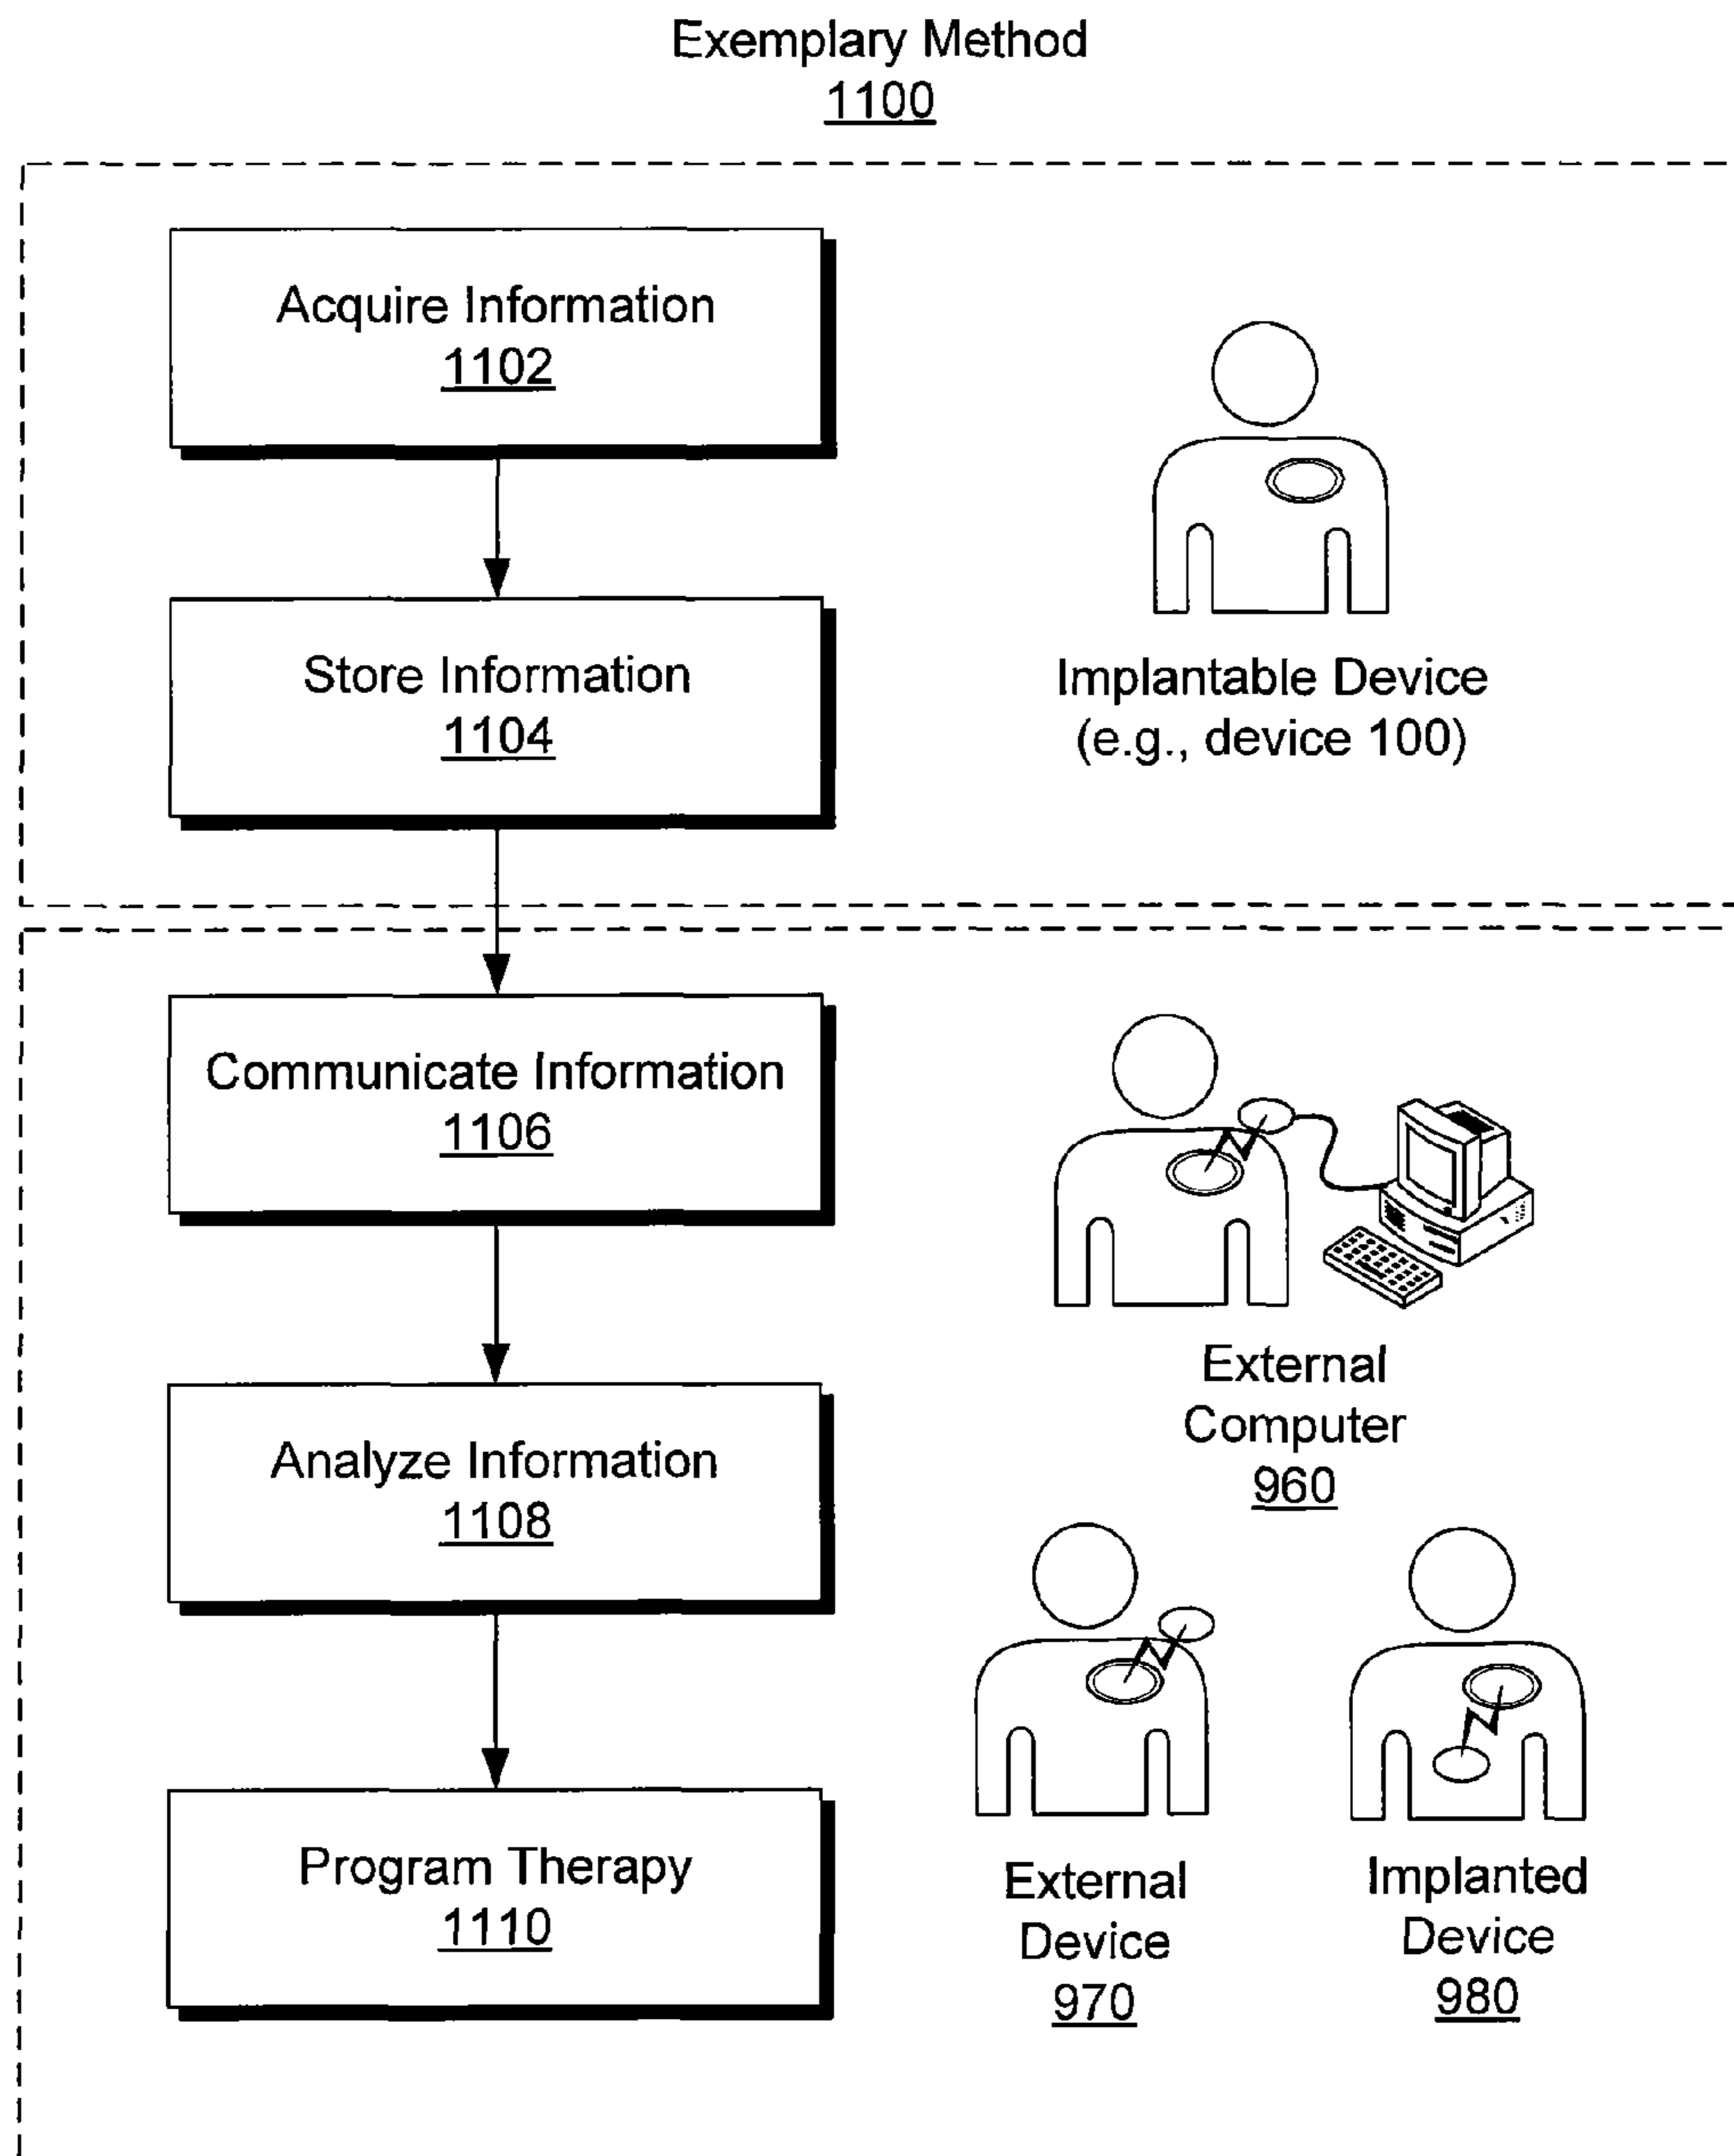 Exemplary Method
1100
Acquire Information
1102
Store Information
1104
Implantable Device
(e.g., device 100)
Communicate Information
1106
External
Computer
960
Analyze Information
1108
Program Therapy
1110
External
Device
970
Implanted
Device
980